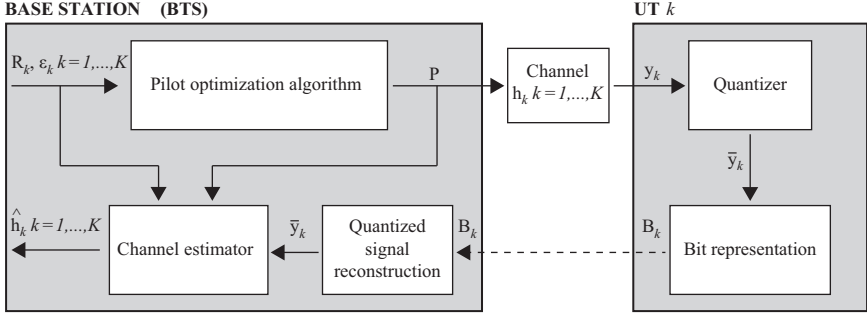 BASE STATION (BTS)
UT k
R_k, ε_k k=1,...,K
Pilot optimization algorithm
P
Channel
h_k k=1,...,K
y_k
Quantizer
ȳ_k
ĥ_k k=1,...,K
Channel estimator
ȳ_k
Quantized
signal
reconstruction
B_k
B_k
Bit representation